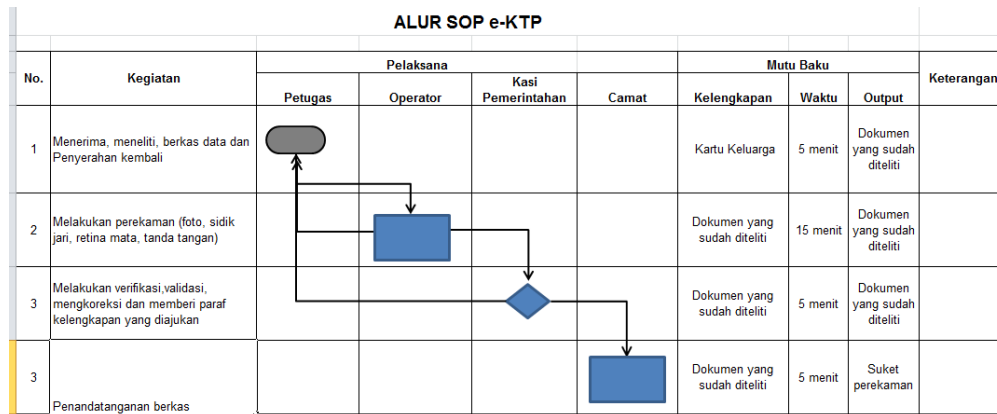 ALUR SOP e-KTP
No.
Kegiatan
Pelaksana
Mutu Baku
Keterangan
Petugas
Operator
Kasi
Pemerintahan
Camat
Kelengkapan
Waktu
Output
1
Menerima, meneliti, berkas data dan
Penyerahan kembali
Kartu Keluarga
5 menit
Dokumen
yang sudah
diteliti
2
Melakukan perekaman (foto, sidik
jari, retina mata, tanda tangan)
Dokumen yang
sudah diteliti
15 menit
Dokumen
yang sudah
diteliti
3
Melakukan verifikasi,validasi,
mengkoreksi dan memberi paraf
kelengkapan yang diajukan
Dokumen yang
sudah diteliti
5 menit
Dokumen
yang sudah
diteliti
3
Penandatanganan berkas
Dokumen yang
sudah diteliti
5 menit
Suket
perekaman